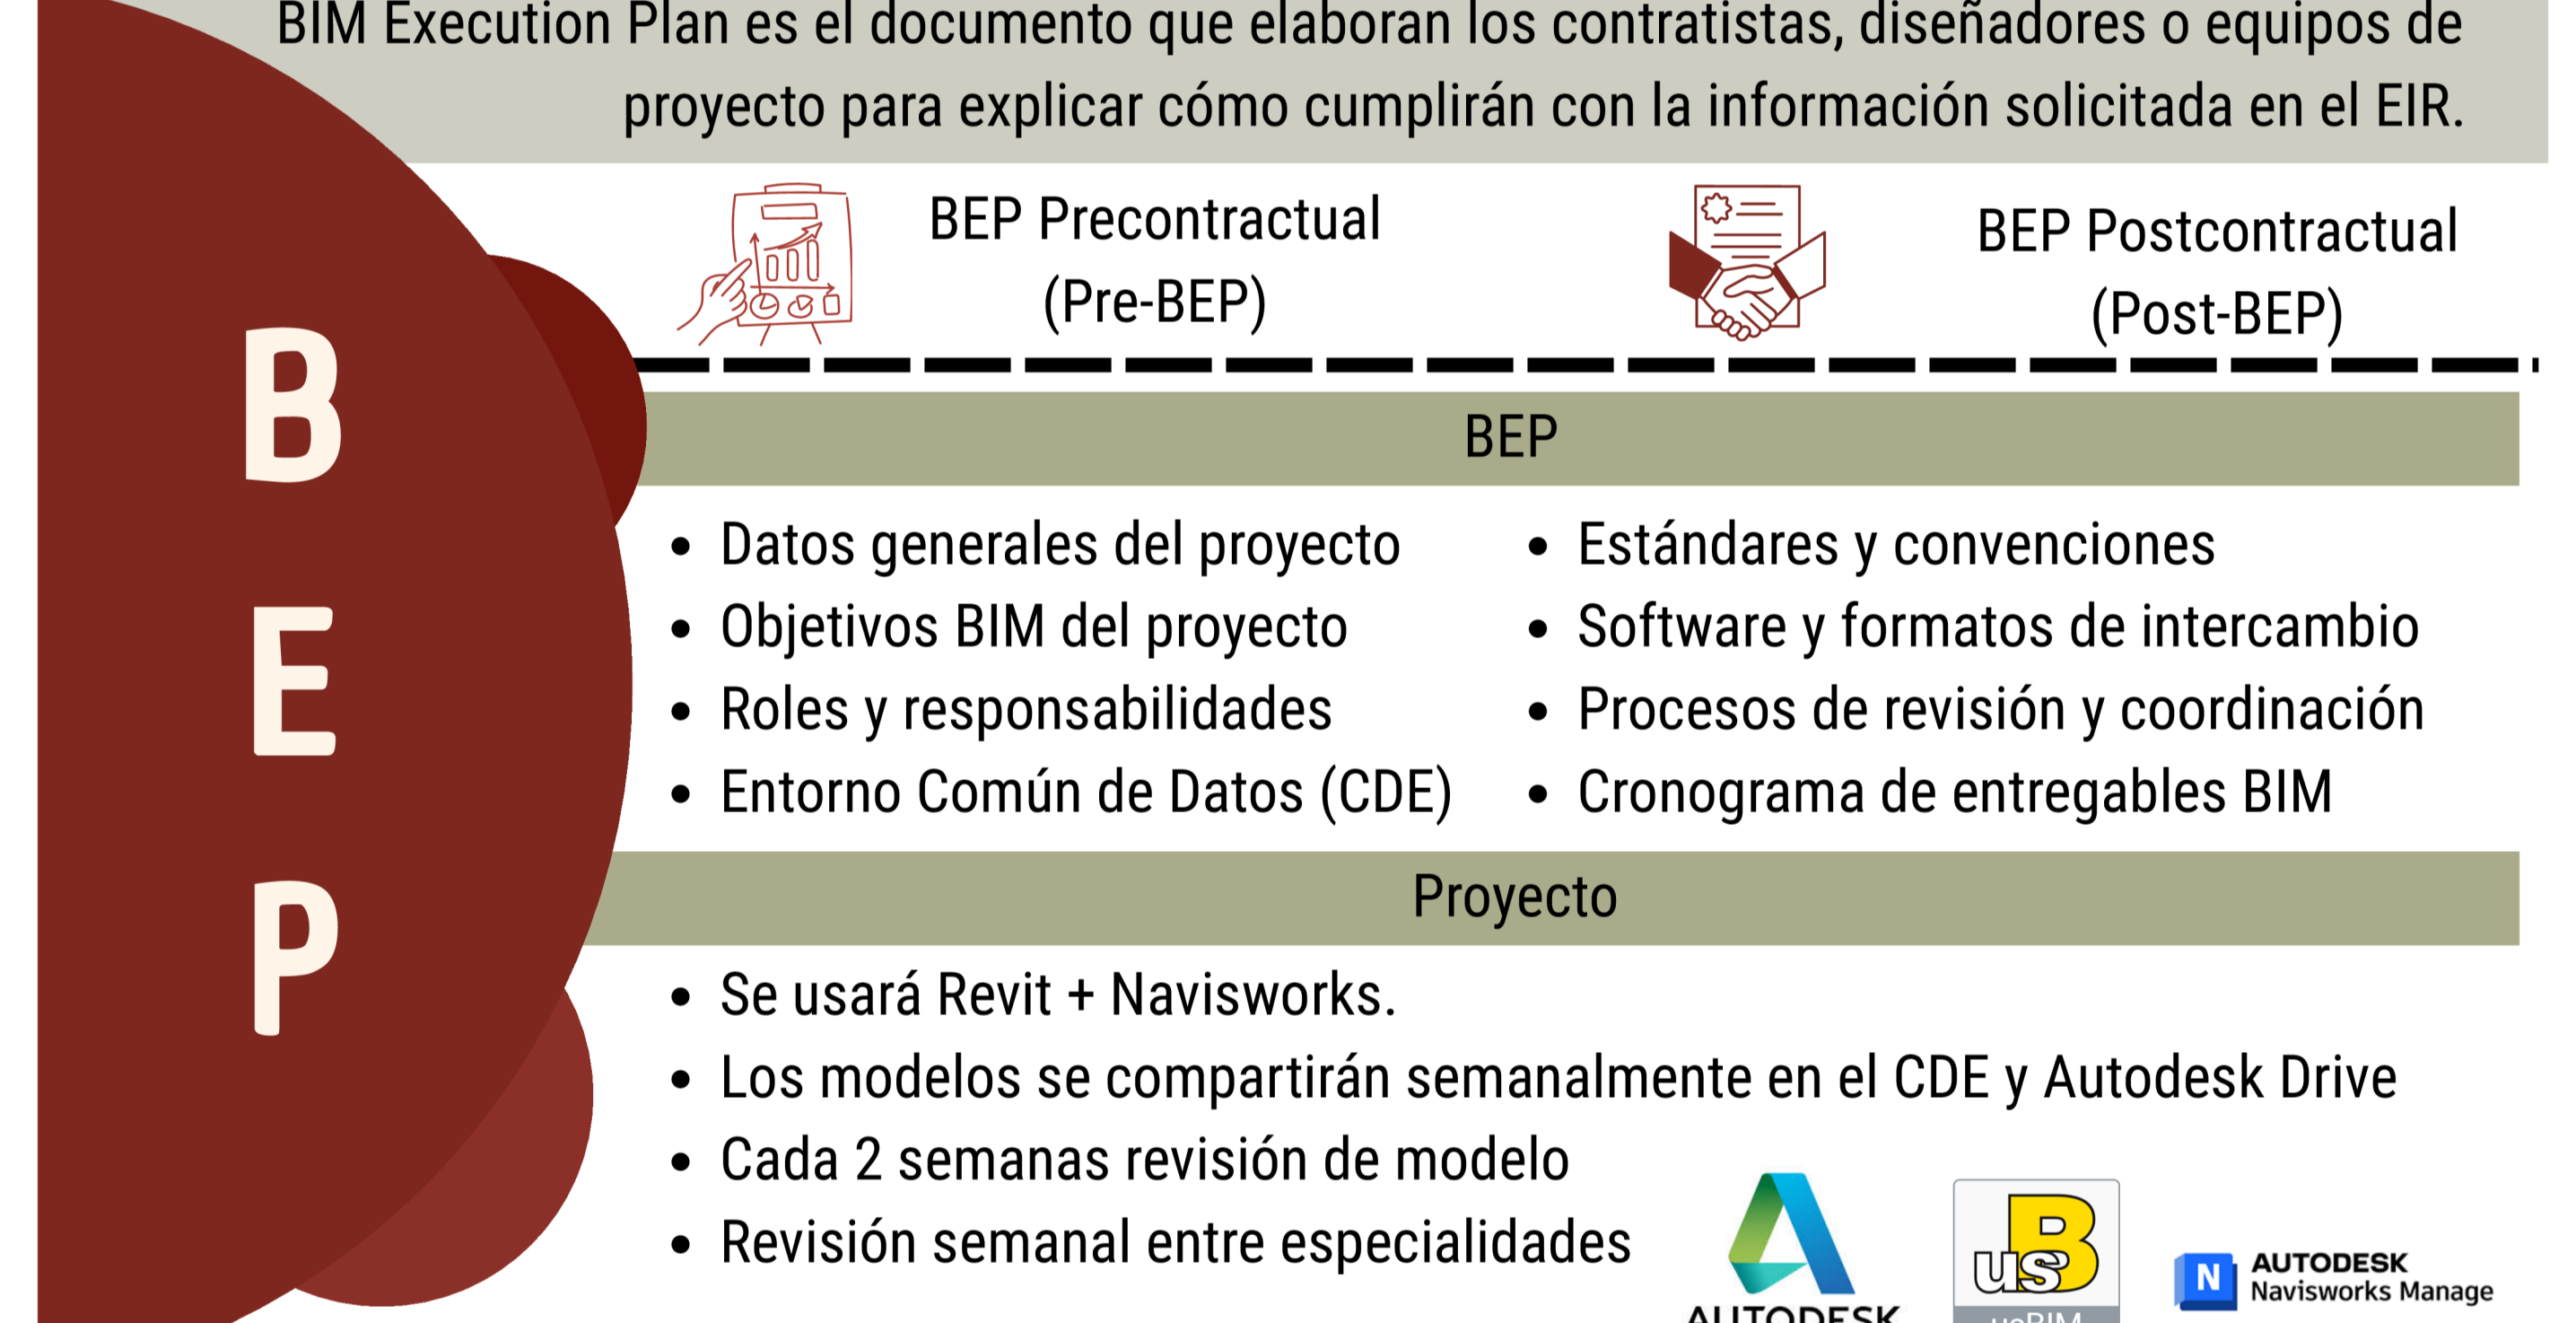 BIM Execution Plan es el documento que elaboran los contratistas, diseñadores o equipos de
proyecto para explicar cómo cumplirán con la información solicitada en el EIR.
B
E
P
BEP Precontractual
(Pre-BEP)
BEP Postcontractual
(Post-BEP)
BEP
• Datos generales del proyecto
• Objetivos BIM del proyecto
• Roles y responsabilidades
• Entorno Común de Datos (CDE)
• Estándares y convenciones
• Software y formatos de intercambio
• Procesos de revisión y coordinación
• Cronograma de entregables BIM
Proyecto
• Se usará Revit + Navisworks.
• Los modelos se compartirán semanalmente en el CDE y Autodesk Drive
• Cada 2 semanas revisión de modelo
• Revisión semanal entre especialidades
AUTODESK
usB
usBIM
N
AUTODESK
Navisworks Manage